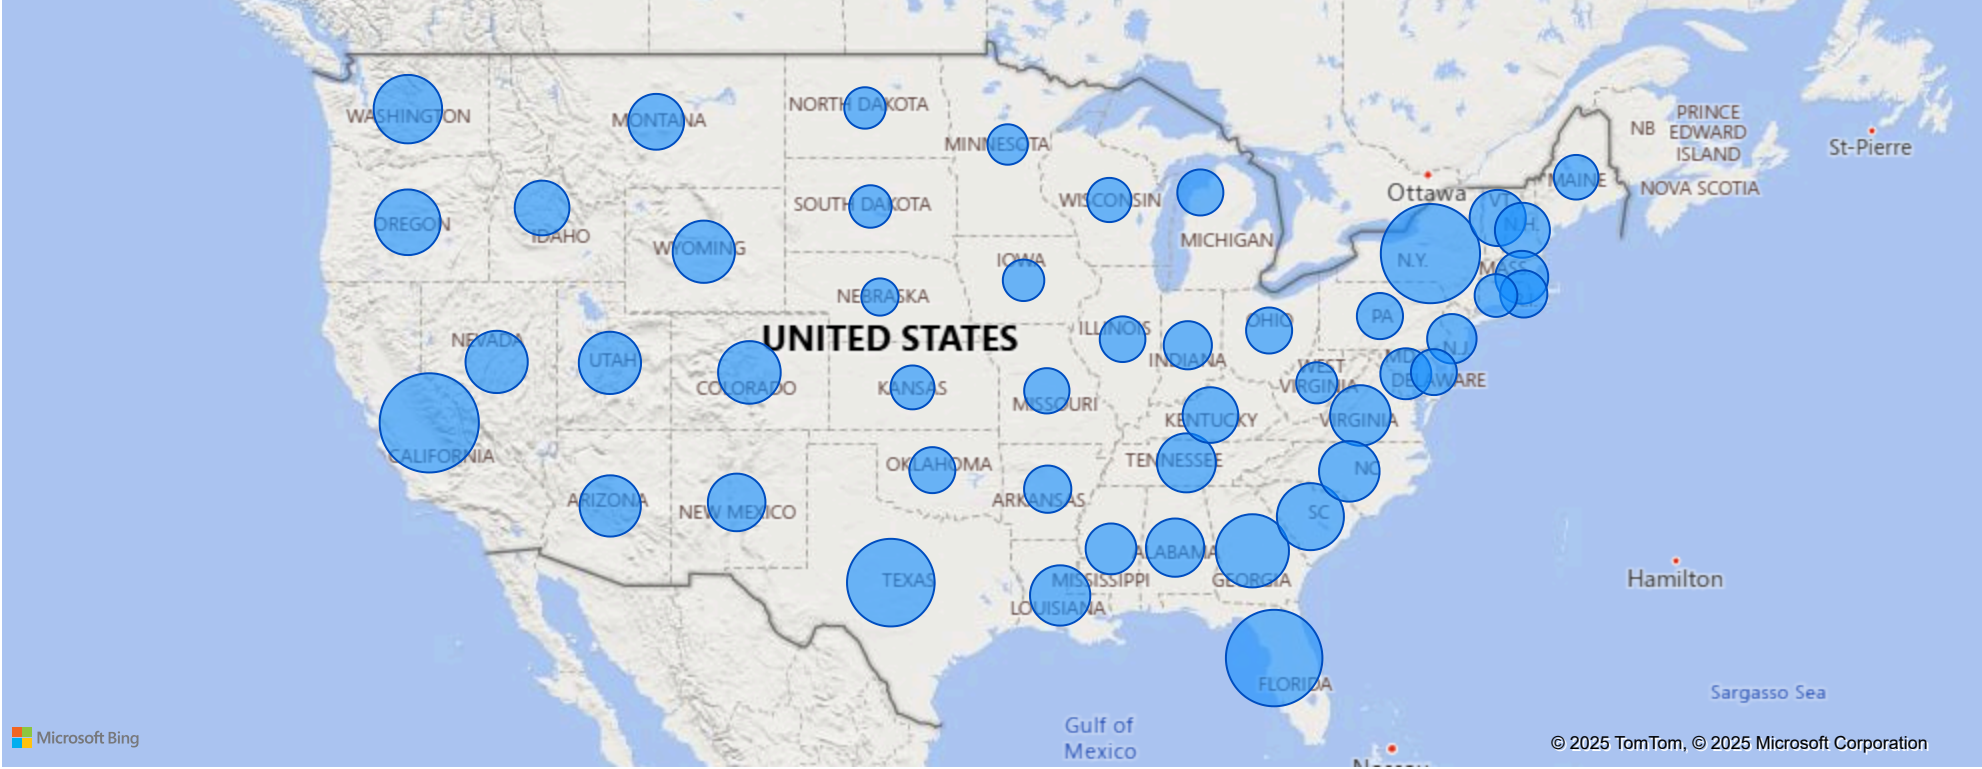 WASHINGTON
MONTANA
NORTH DAKOTA
MINNESOTA
PRINCE
EDWARD
ISLAND
NB
St-Pierre
OREGON
IDAHO
WYOMING
SOUTH DAKOTA
WISCONSIN
MICHIGAN
Ottawa
MAINE
NOVA SCOTIA
VT
N.H.
N.Y.
MASS
NEVADA
UTAH
COLORADO
NEBRASKA
IOWA
UNITED STATES
ILLINOIS
INDIANA
OHIO
PA
N.J.
MD
DELAWARE
WEST
VIRGINIA
CALIFORNIA
KANSAS
MISSOURI
KENTUCKY
VIRGINIA
ARIZONA
NEW MEXICO
OKLAHOMA
ARKANSAS
TENNESSEE
NC
SC
TEXAS
MISSISSIPPI
ALABAMA
GEORGIA
LOUISIANA
Hamilton
FLORIDA
Gulf of
Mexico
Sargasso Sea
Microsoft Bing
© 2025 TomTom, © 2025 Microsoft Corporation